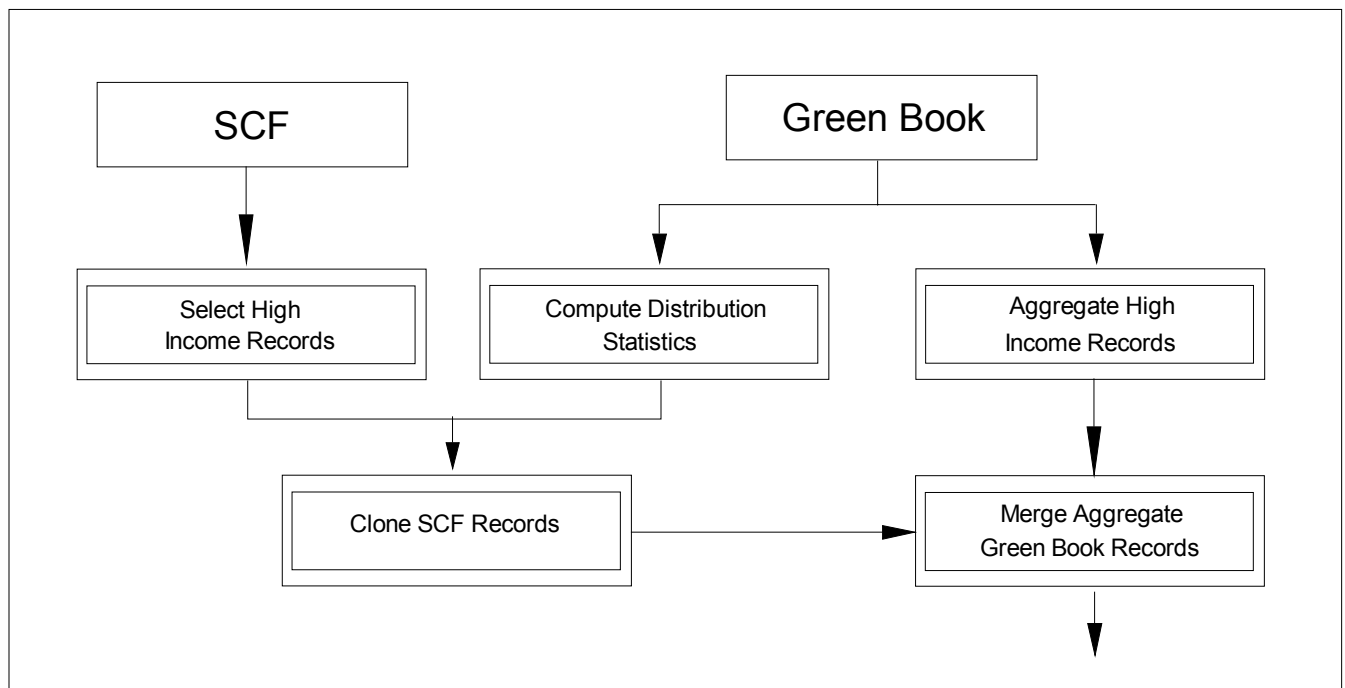 SCF
Green Book
Select High
Income Records
Compute Distribution
Statistics
Aggregate High
Income Records
Clone SCF Records
Merge Aggregate
Green Book Records